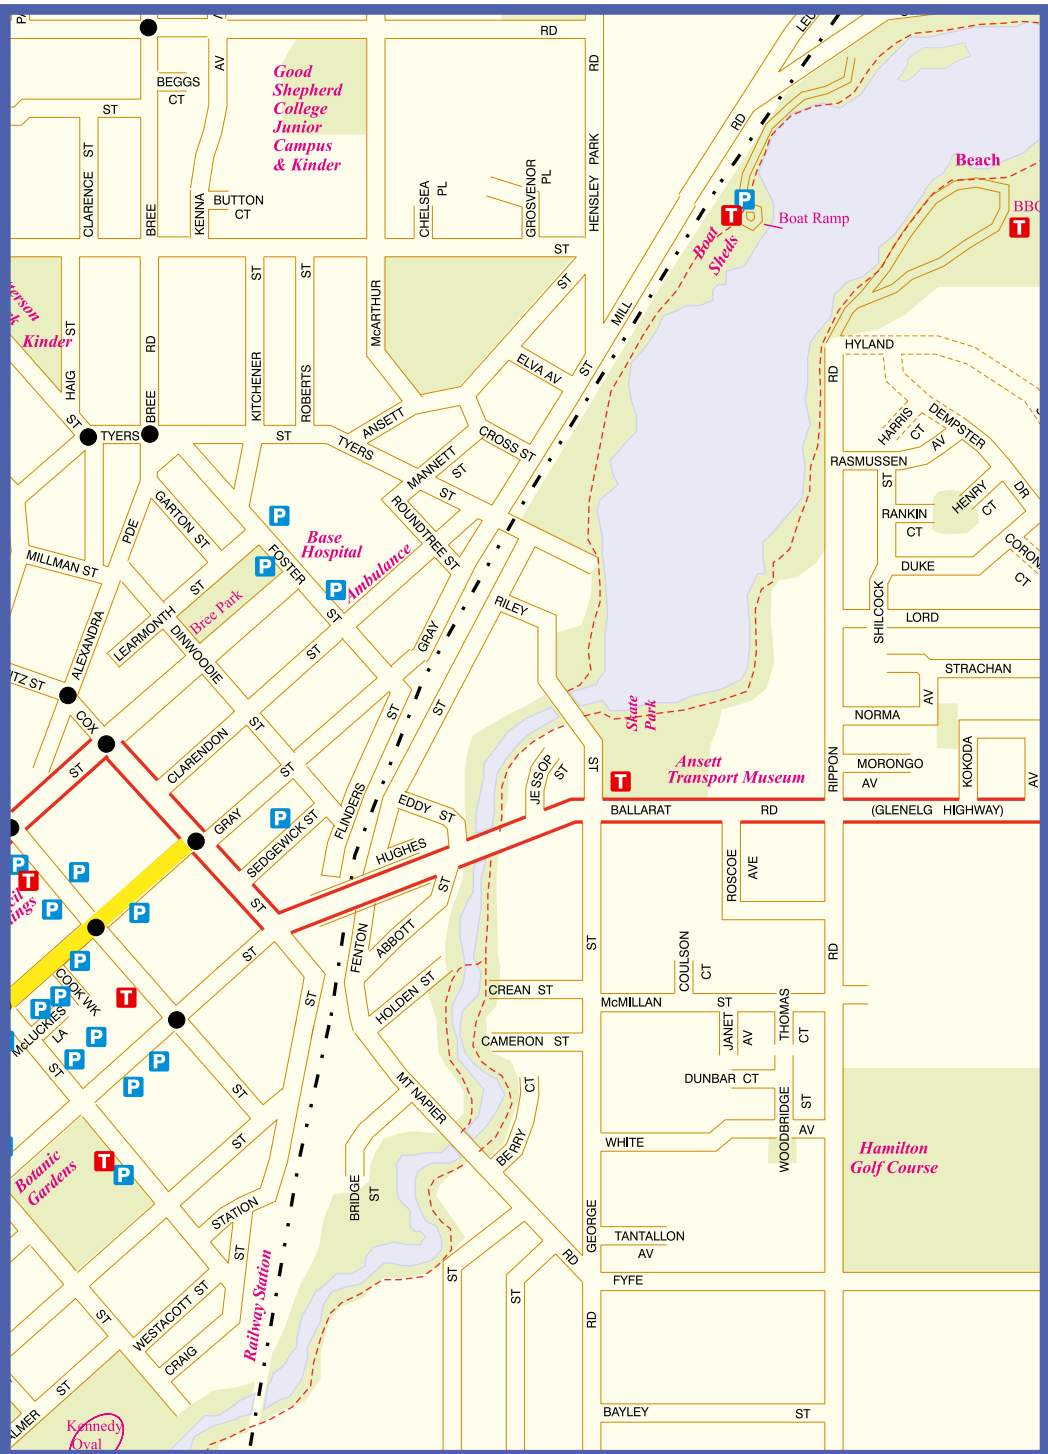 RD
AV
RD
BEGGS
CT
ST
Good
Shepherd
College
Junior
Campus
& Kinder
RD
CLARENCE ST
BREE
KENNA
BUTTON
CT
CHELSEA
PL
GROSVENOR
PL
HENSLEY PARK
Beach
P
T
Boat Ramp
T
Boat
Sheds
ST
ST
ST
ST
ST
McARTHUR
MILL
Kinder
HAIG
ST
RD
BREE
KITCHENER
ROBERTS
ELVA AV
ST
HYLAND
RD
HARRIS
CT
DEMPSTER
AV
DR
ST
TYERS
ST
TYERS
ANSETT
CROSS ST
MANNETT
ST
ST
RASMUSSEN
ST
HENRY
CT
RANKIN
CT
GARTON ST
PDE
P
Base
Hospital
ROUNDTREE ST
MILLMAN ST
FOSTER
P
P
Ambulance
DUKE
CT
ST
Bree Park
LEARMONTH
DINWOODIE
ST
ST
RILEY
GRAY
SHILCOCK
LORD
ALEXANDRA
STRACHAN
AV
COX
ST
ST
ST
Skate
Park
NORMA
ST
CLARENDON
ST
JESSOP
ST
ST
T
Ansett
Transport Museum
RIPPON
MORONGO
AV
KOKODA
AV
GRAY
P
SEDGEWICK ST
FLINDERS
EDDY ST
BALLARAT
RD
(GLENELG HIGHWAY)
HUGHES
P
T
P
P
P
ST
ST
ROSCOE
AVE
ST
FENTON
ABBOTT
ST
RD
P
COOK WK
P
P
T
ST
HOLDEN ST
CREAN ST
COULSON
CT
McMILLAN
ST
McLUCKIES
LA
P
P
P
P
ST
CAMERON ST
JANET
AV
THOMAS
CT
DUNBAR CT
ST
MT NAPIER
CT
BERRY
WOODBRIDGE
ST
AV
WHITE
Botanic
Gardens
T
P
ST
BRIDGE
ST
Hamilton
Golf Course
STATION
ST
GEORGE
TANTALLON
AV
RD
FYFE
ST
ST
RD
Railway Station
ST
WESTACOTT ST
CRAIG
ST
BAYLEY
ST
Kennedy
Oval